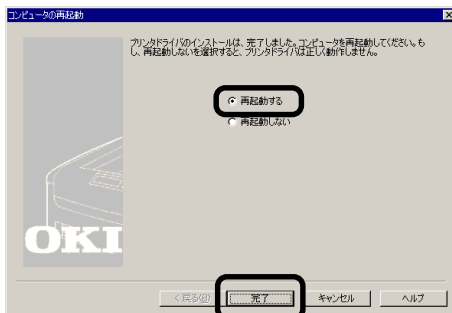 コンピュータの再起動
プリンタドライバのインストールは、完了しました。コンピュータを再起動してください。も
し、再起動しないを選択すると、プリンタドライバは正しく動作しません。
再起動する
再起動しない
OKI
< 戻る(B)
完了
キャンセル
ヘルプ